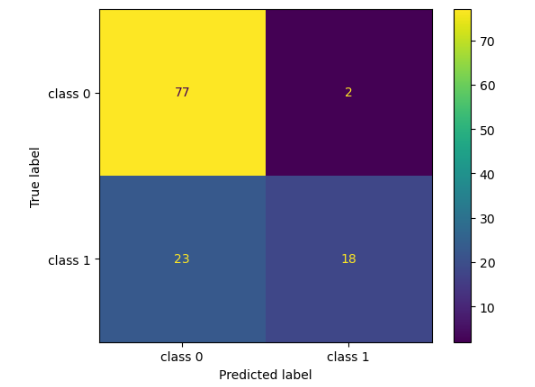 class 0
77
2
class 1
23
18
class 0
class 1
Predicted label
True label
70
60
50
40
30
20
10